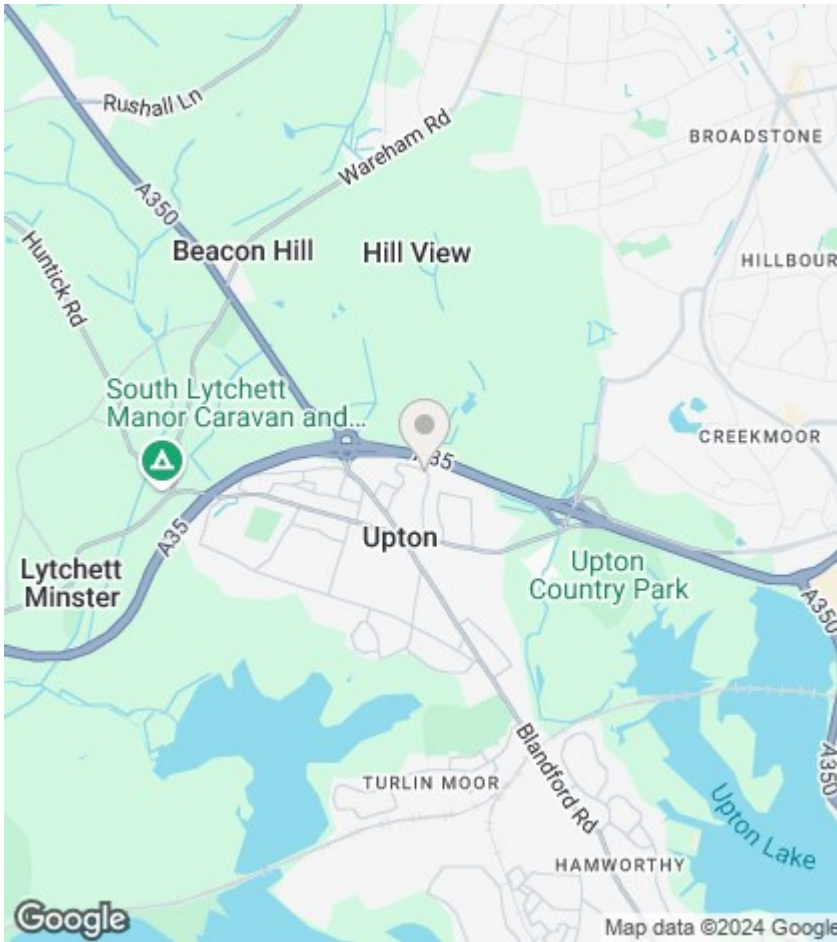 Rushall Ln
Wareham Rd
BROADSTONE
A350
Beacon Hill
Hill View
HILLBOUR
Huntick Rd
South Lytchett
Manor Caravan and...
CREEKMOOR
A35
Upton
A35
Lytchett
Minster
Upton
Country Park
A350
A350
Blandford Rd
TURLIN MOOR
Upton Lake
HAMWORTHY
Google
Map data ©2024 Google